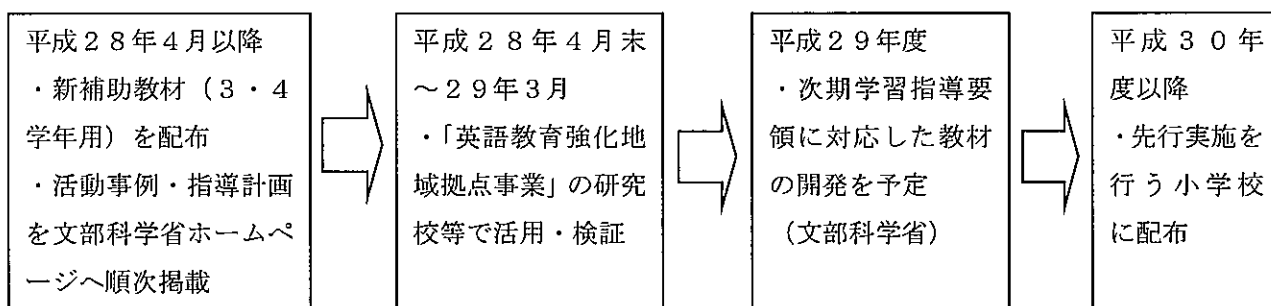 平成２８年４月以降
・新補助教材（３・４
学年用）を配布
・活動事例・指導計画
を文部科学省ホームペ
ージへ順次掲載
平成２８年４月末
～２９年３月
・「英語教育強化地
域拠点事業」の研究
校等で活用・検証
平成２９年度
・次期学習指導要
領に対応した教材
の開発を予定
（文部科学省）
平成３０年
度以降
・先行実施を
行う小学校
に配布